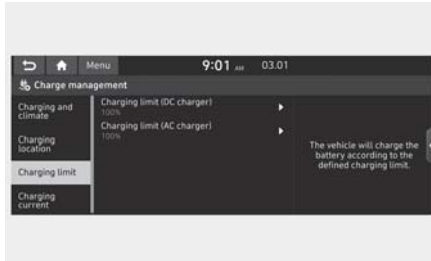 Menu 9:01 AM 03.01
Charge management
Charging and
climate
Charging
location
Charging limit
Charging
current
Charging limit (DC charger)
100%
Charging limit (AC charger)
100%
The vehicle will charge the
battery according to the
defined charging limit.